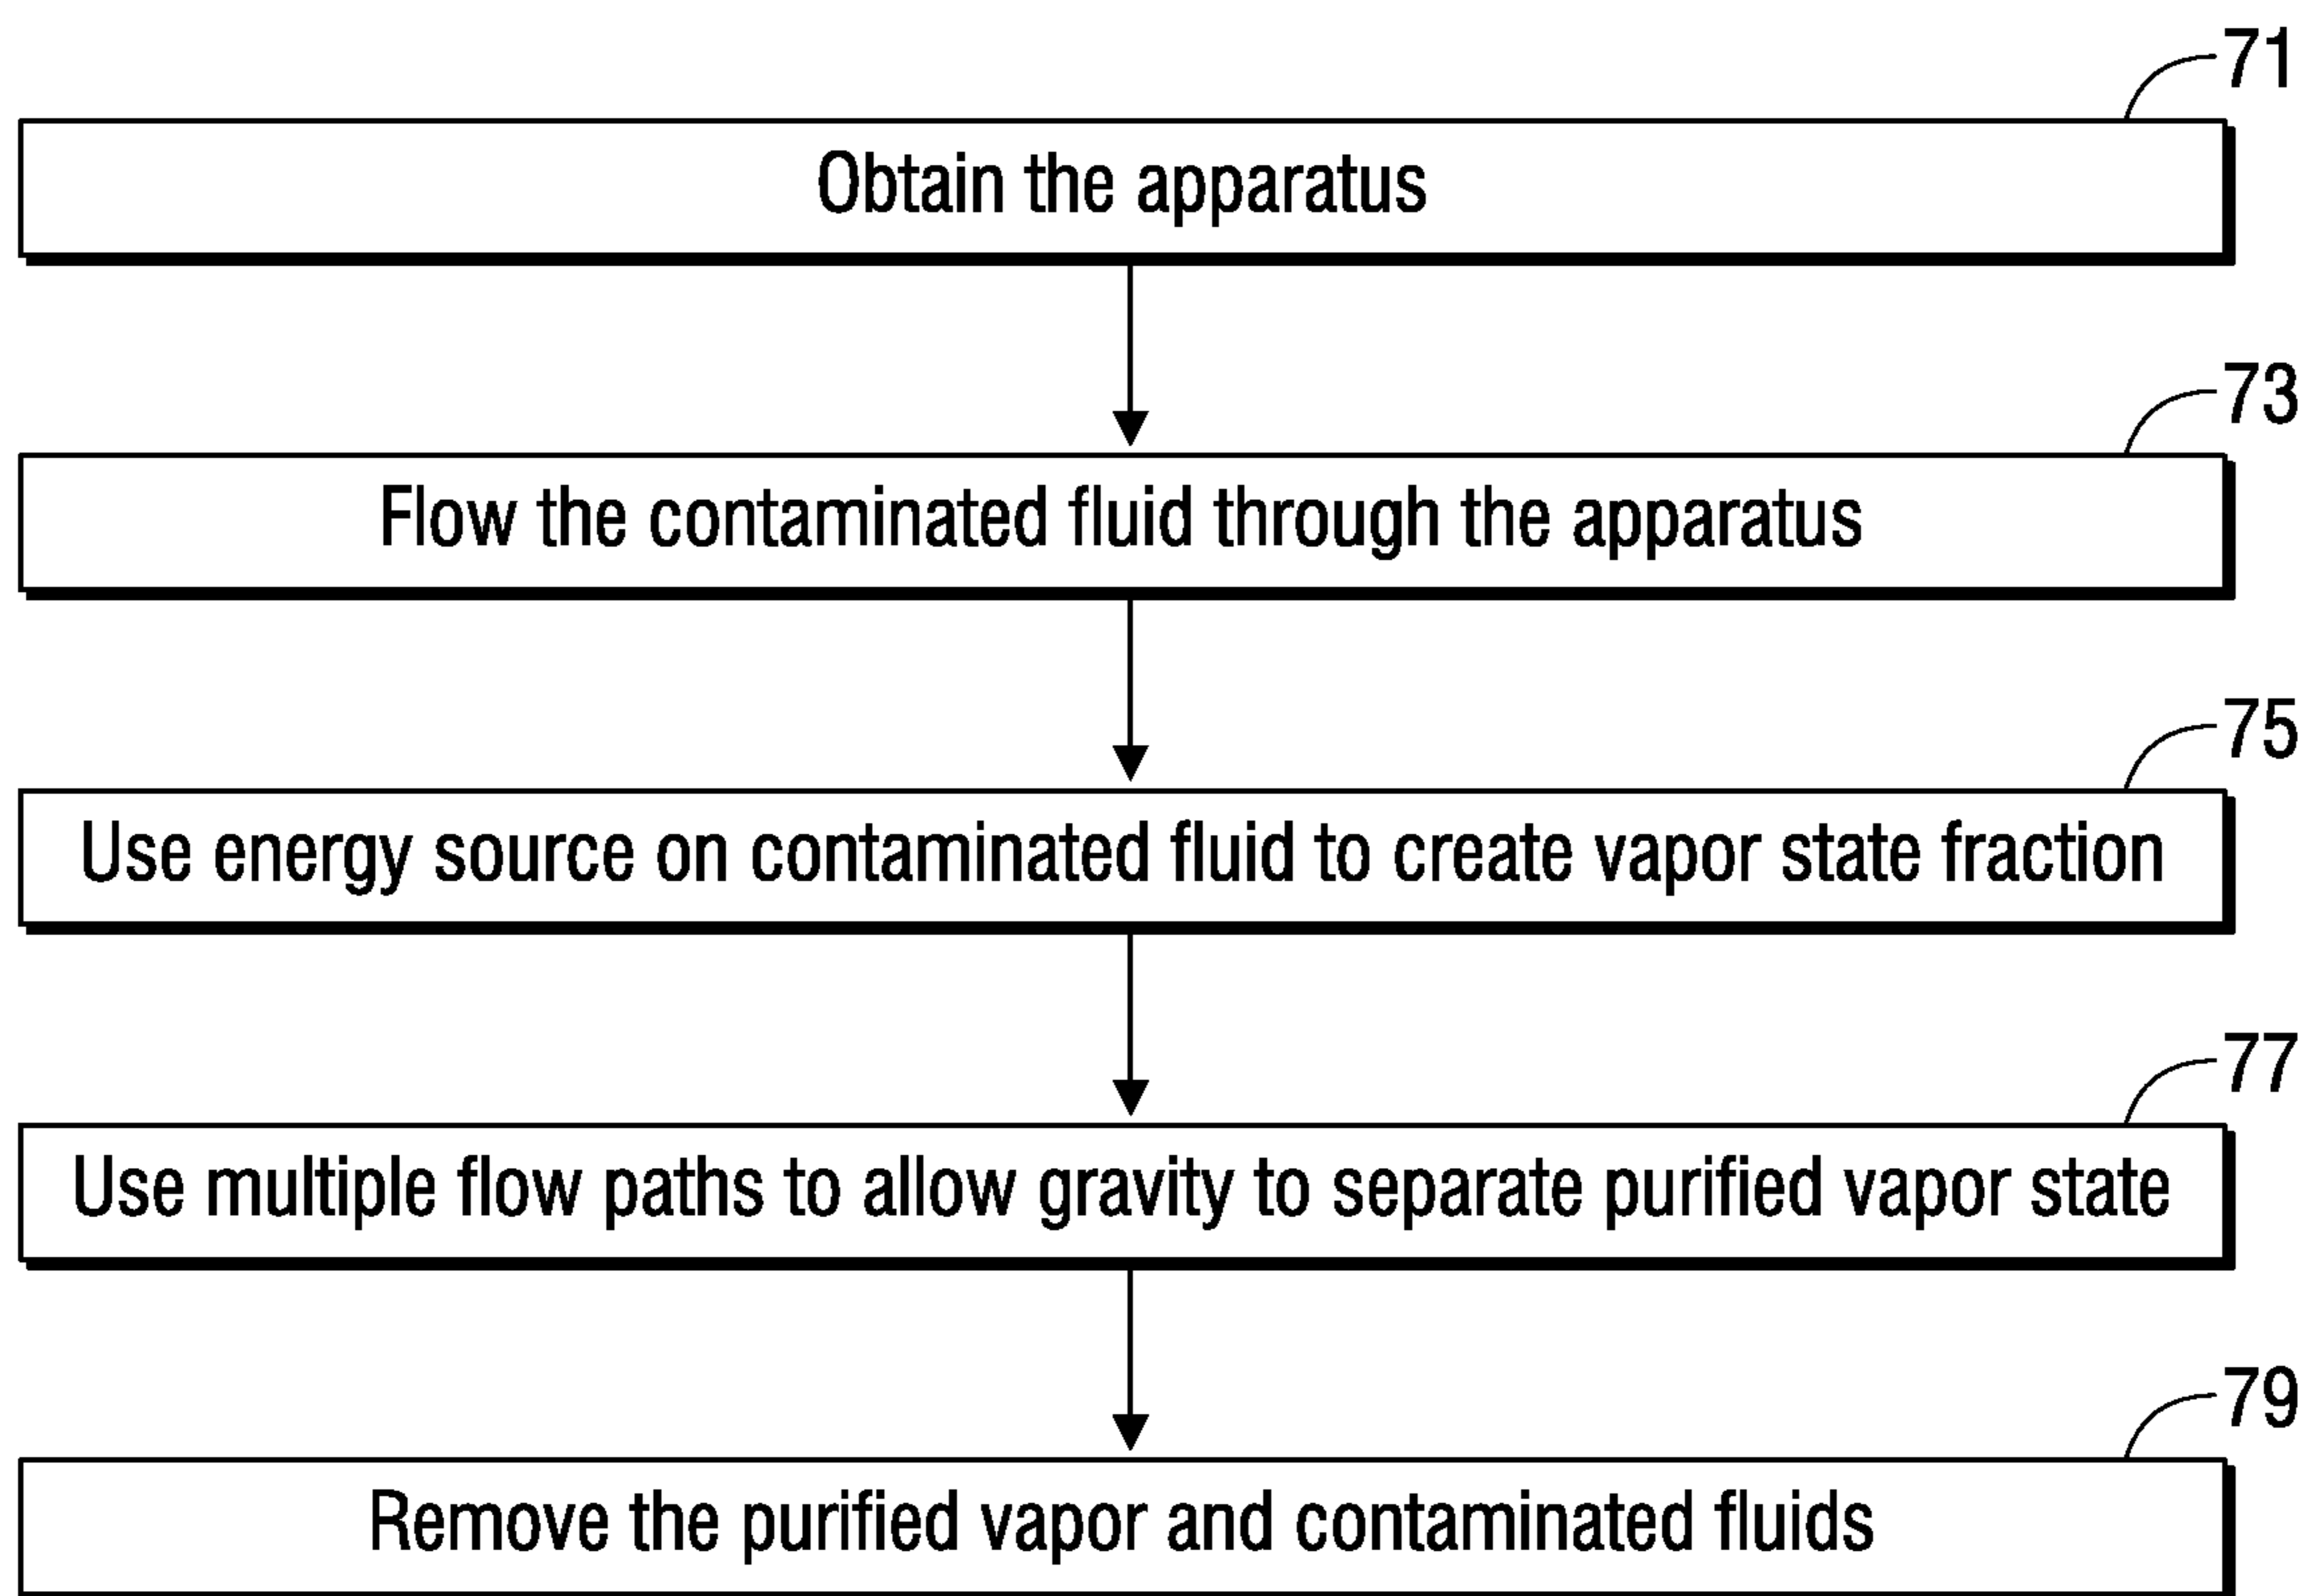 71
Obtain the apparatus
73
Flow the contaminated fluid through the apparatus
75
Use energy source on contaminated fluid to create vapor state fraction
77
Use multiple flow paths to allow gravity to separate purified vapor state
79
Remove the purified vapor and contaminated fluids